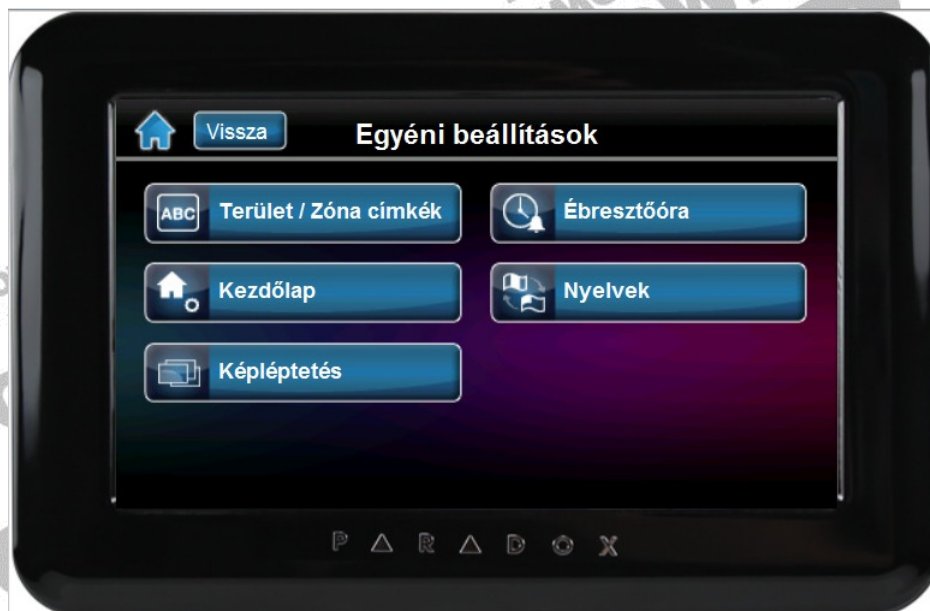 Vissza
Egyéni beállítások
ABC
Terület / Zóna címkék
Ébresztőóra
Kezdőlap
Nyelvek
Képléptetés
PARADOX